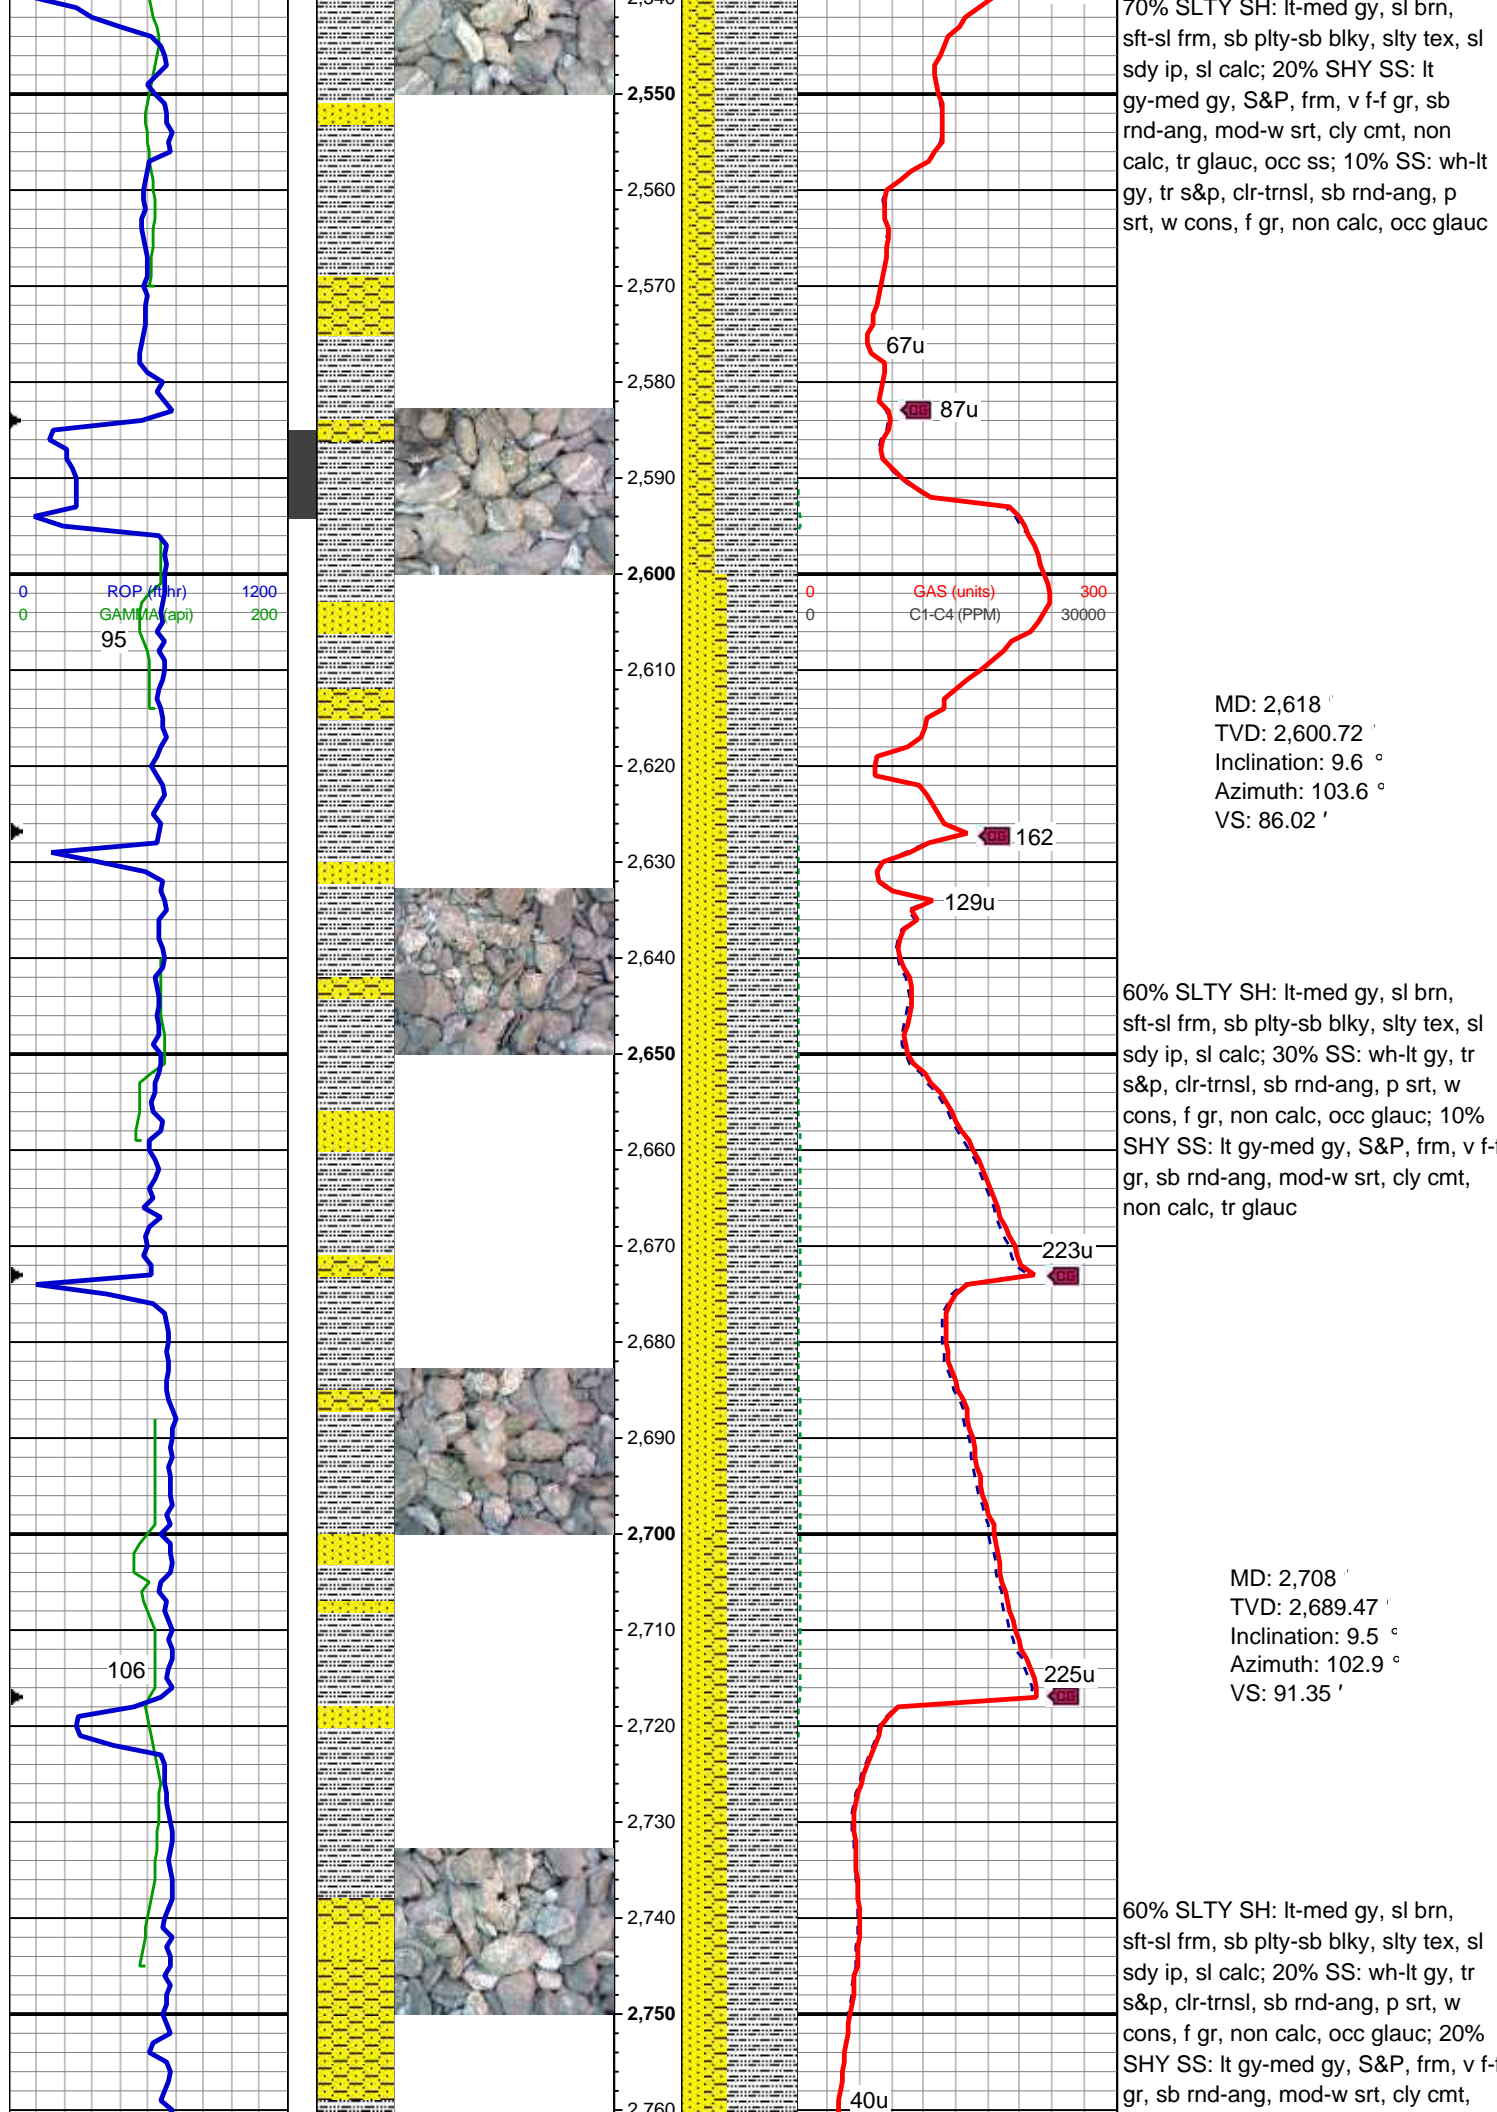 2,540
70% SLTY SH: lt-med gy, sl brn,
sft-sl frm, sb plty-sb blky, slty tex, sl
sdy ip, sl calc; 20% SHY SS: lt
gy-med gy, S&P, frm, v f-f gr, sb
rnd-ang, mod-w srt, cly cmt, non
calc, tr glauc, occ ss; 10% SS: wh-lt
gy, tr s&p, clr-trnsl, sb rnd-ang, p
srt, w cons, f gr, non calc, occ glauc
2,550
2,560
2,570
67u
2,580
CG 87u
2,590
2,600
0 ROP (ft/hr) 1200
0 GAMMA (api) 200
0 GAS (units) 300
0 C1-C4 (PPM) 30000
95
2,610
MD: 2,618 '
TVD: 2,600.72 '
Inclination: 9.6 °
Azimuth: 103.6 °
VS: 86.02 '
2,620
CG 162
2,630
129u
2,640
60% SLTY SH: lt-med gy, sl brn,
sft-sl frm, sb plty-sb blky, slty tex, sl
sdy ip, sl calc; 30% SS: wh-lt gy, tr
s&p, clr-trnsl, sb rnd-ang, p srt, w
cons, f gr, non calc, occ glauc; 10%
SHY SS: lt gy-med gy, S&P, frm, v f-f
gr, sb rnd-ang, mod-w srt, cly cmt,
non calc, tr glauc
2,650
2,660
2,670
223u
CG
2,680
2,690
2,700
MD: 2,708 '
TVD: 2,689.47 '
Inclination: 9.5 °
Azimuth: 102.9 °
VS: 91.35 '
2,710
106
225u
CG
2,720
2,730
2,740
60% SLTY SH: lt-med gy, sl brn,
sft-sl frm, sb plty-sb blky, slty tex, sl
sdy ip, sl calc; 20% SS: wh-lt gy, tr
s&p, clr-trnsl, sb rnd-ang, p srt, w
cons, f gr, non calc, occ glauc; 20%
SHY SS: lt gy-med gy, S&P, frm, v f-f
gr, sb rnd-ang, mod-w srt, cly cmt,
2,750
40u
2,760